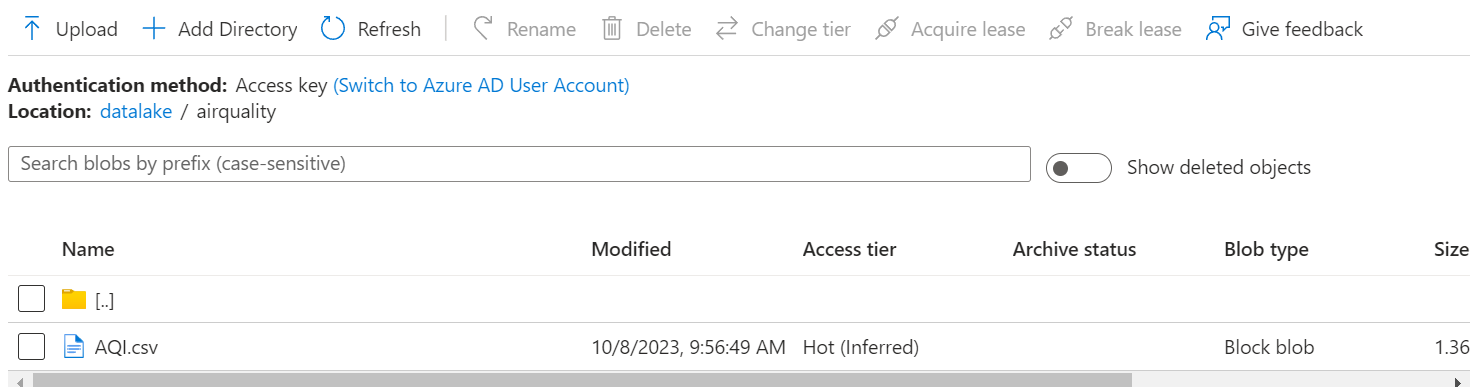 Upload Add Directory Refresh Rename Delete Change tier Acquire lease Break lease Give feedback
Authentication method: Access key (Switch to Azure AD User Account)
Location: datalake / airquality
Search blobs by prefix (case-sensitive) Show deleted objects
Name Modified Access tier Archive status Blob type Size
[..]
AQI.csv 10/8/2023, 9:56:49 AM Hot (Inferred) Block blob 1.36